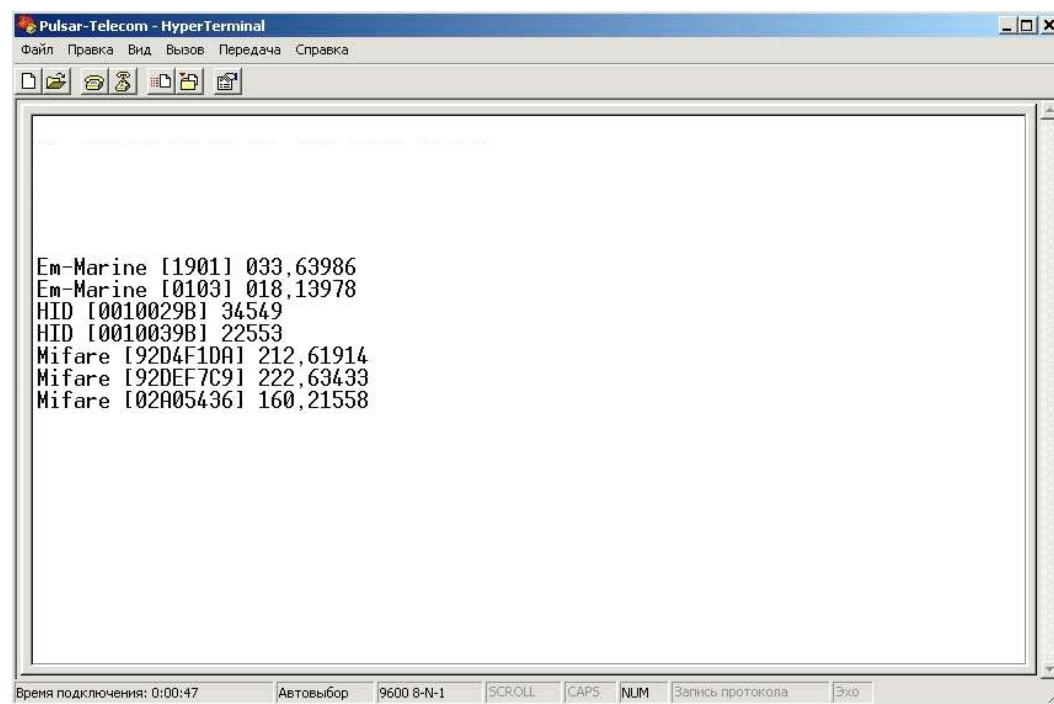 Pulsar-Telecom - HyperTerminal
Файл Правка Вид Вызов Передача Справка
Em-Marine [1901] 033,63986
Em-Marine [0103] 018,13978
HID [0010029B] 34549
HID [0010039B] 22553
Mifare [92D4F1DA] 212,61914
Mifare [92DEF7C9] 222,63433
Mifare [02A05436] 160,21558
Время подключения: 0:00:47 Автовыбор 9600 8-N-1 SCROLL CAPS NUM Запись протокола Эхо